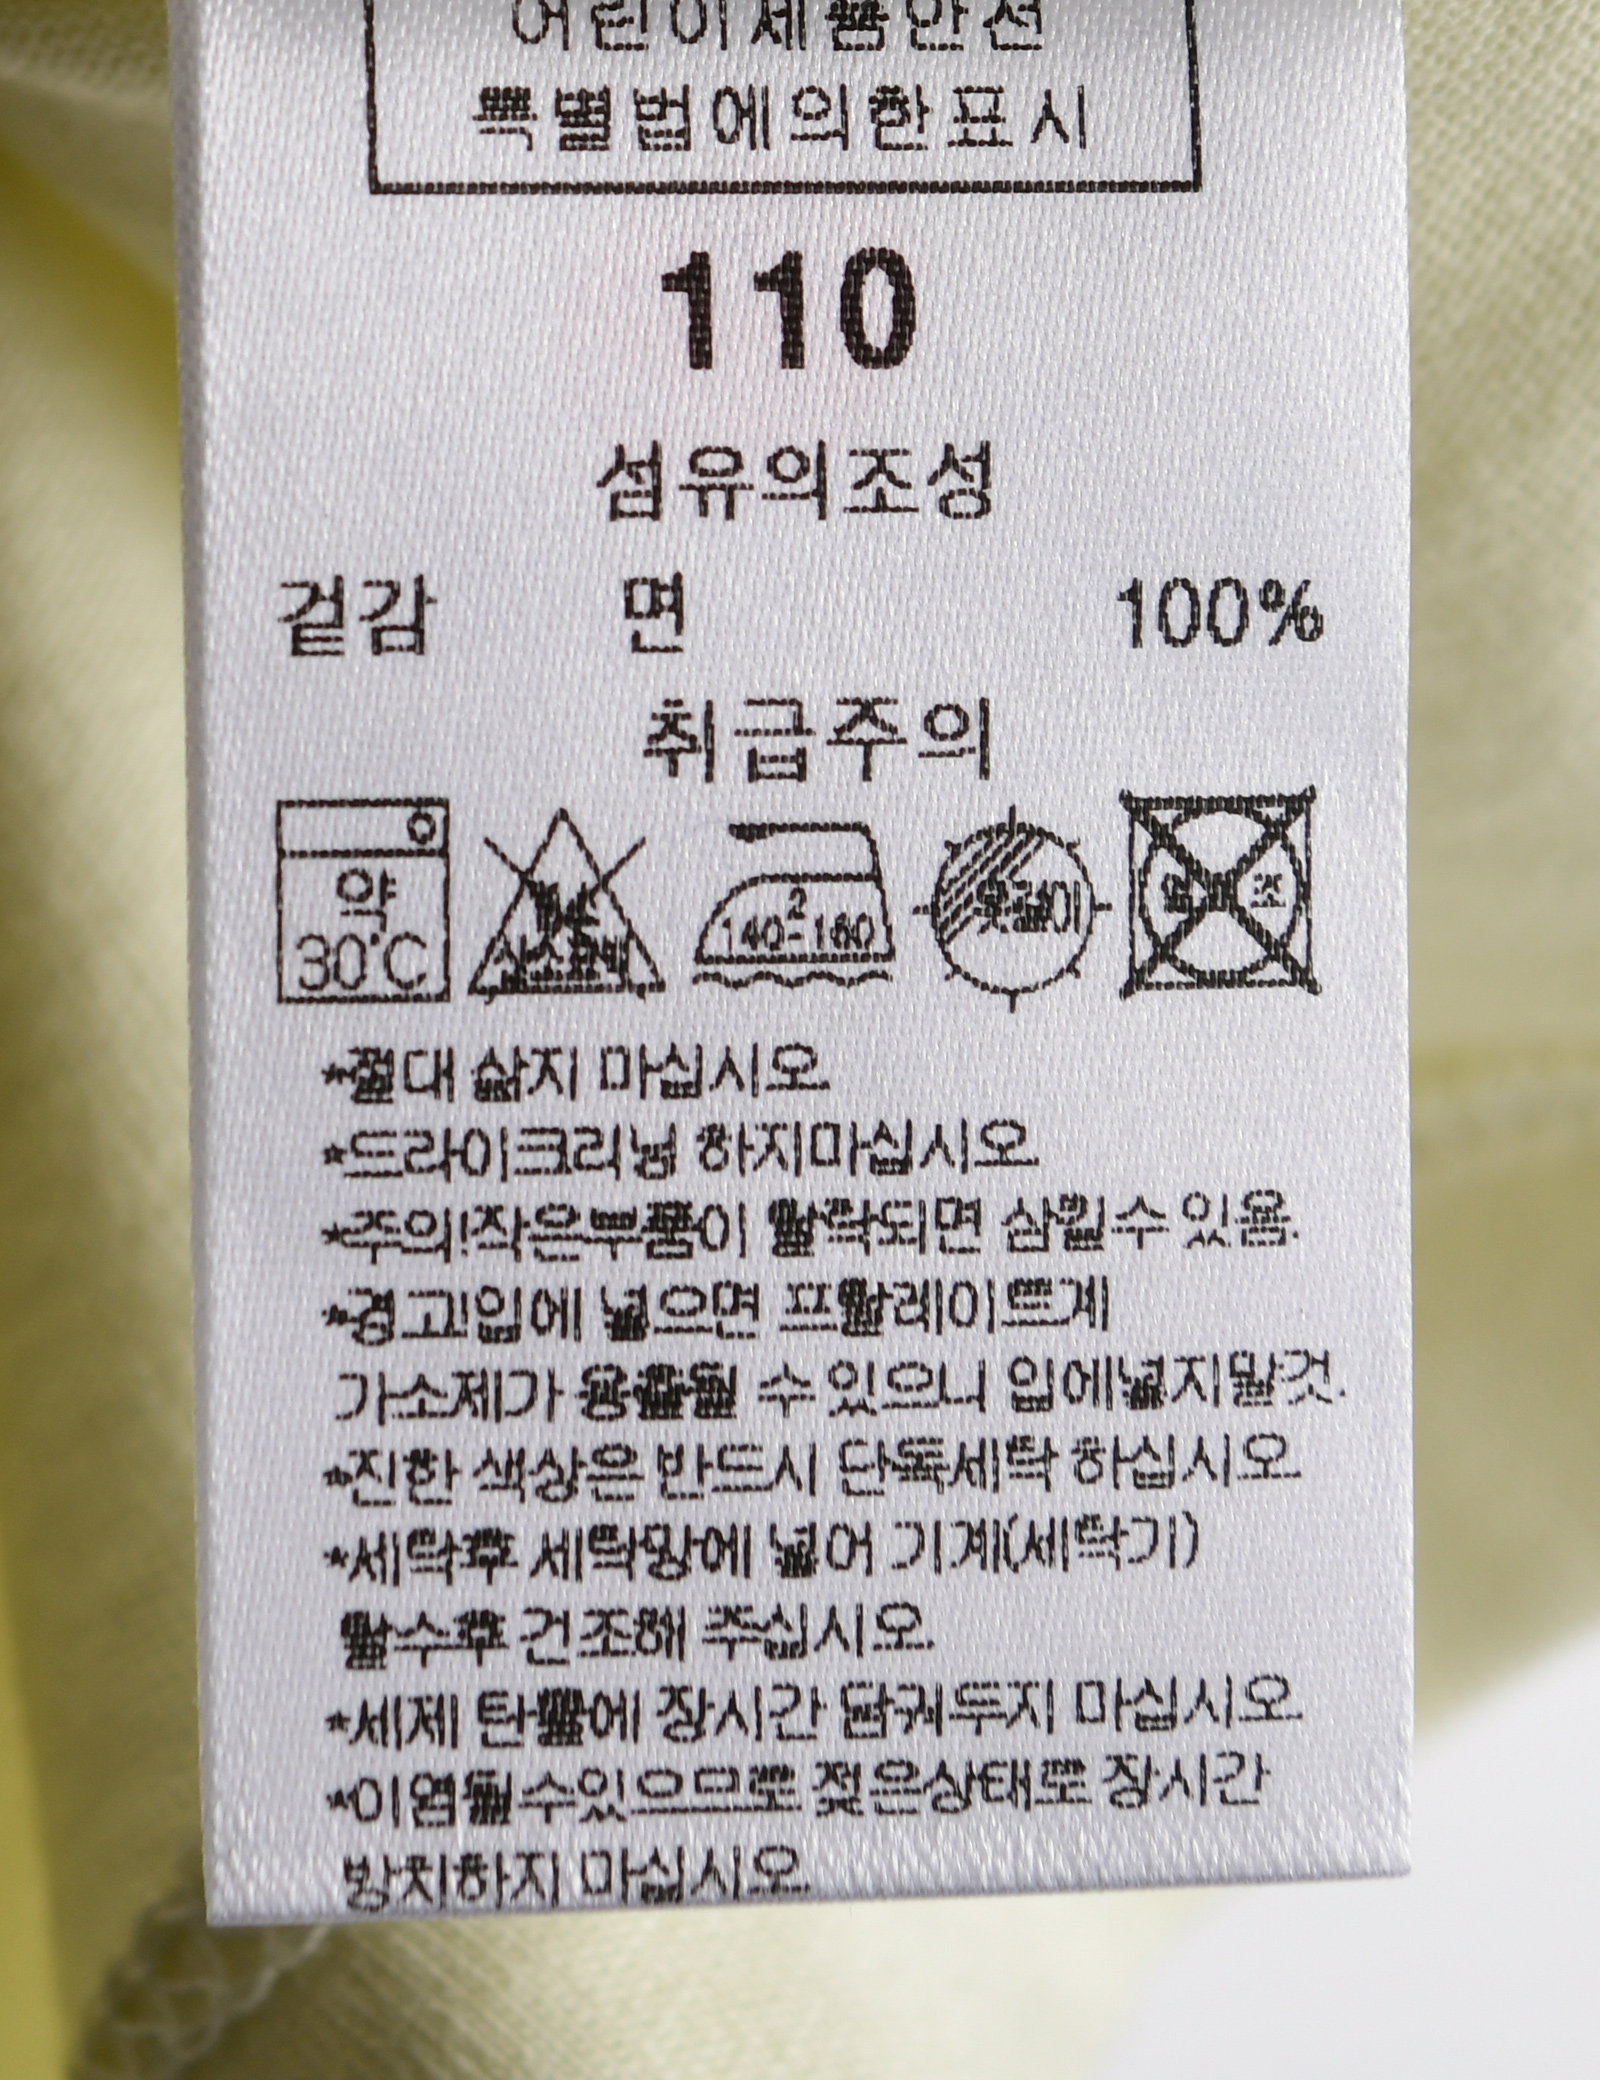 어린이제품안전
특별법에의한표시
110
섬유의조성
겉감 면 100%
취급주의
약 30°C
2 140-160
옷걸이
*절대 삶지 마십시오
*드라이크리닝 하지마십시오
*주의!작은부품이 탈락되면 삼킬수 있음.
*경고!입에 넣으면 프탈레이트계
가소제가 용출될 수 있으니 입에넣지말것.
*진한 색상은 반드시 단독세탁 하십시오
*세탁후 세탁망에 넣어 기계(세탁기)
탈수후 건조해 주십시오
*세제 탄물에 장시간 담궈두지 마십시오
*이염될수있으므로 젖은상태로 장시간
방치하지 마십시오